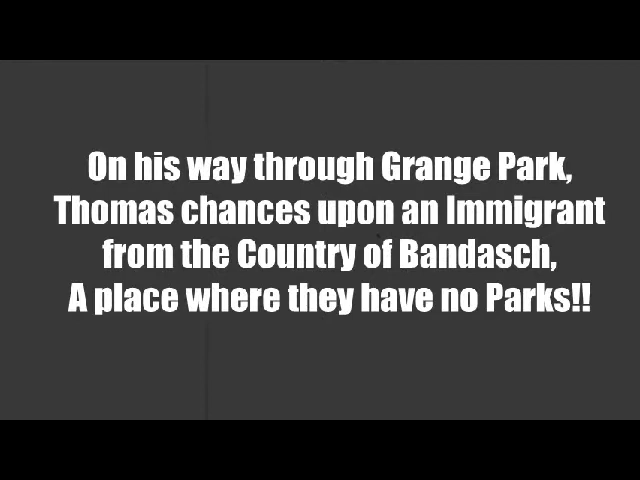 On his way through Grange Park,
Thomas chances upon an Immigrant
from the Country of Bandasch,
A place where they have no Parks!!